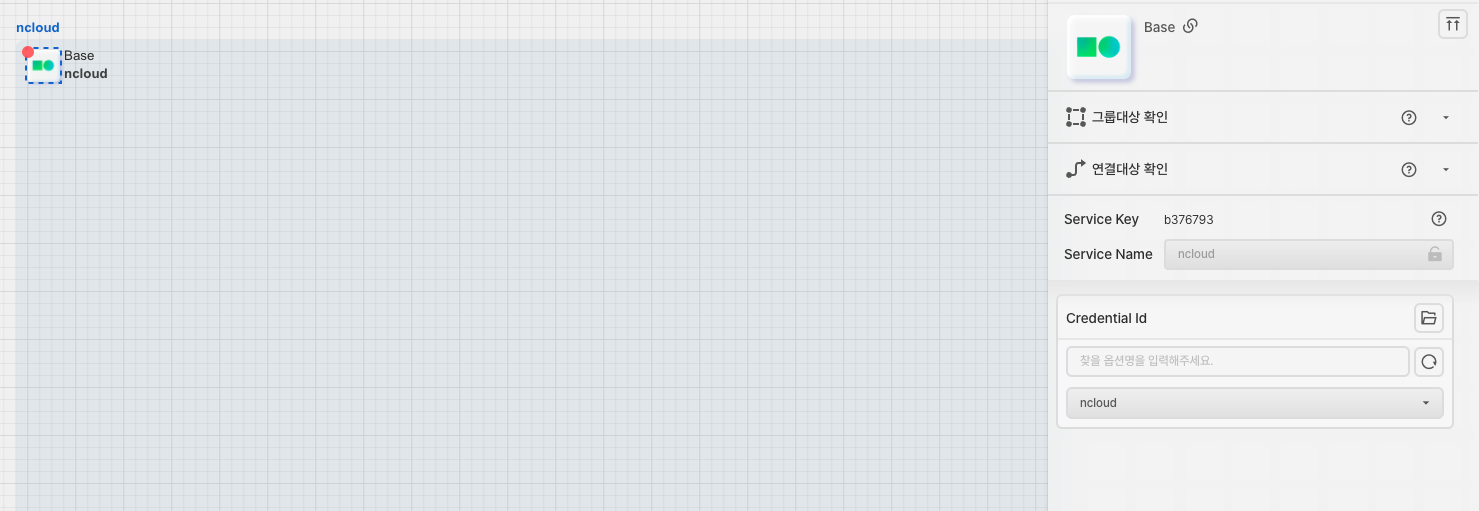 ncloud
Base
ncloud
Base
그룹대상 확인
연결대상 확인
Service Key b376793
Service Name ncloud
Credential Id
찾을 옵션명을 입력해주세요.
ncloud